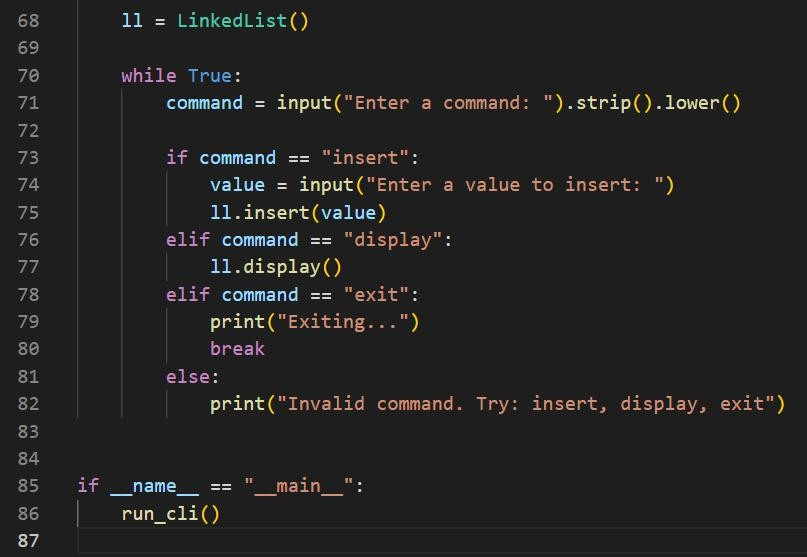 68 ll = LinkedList()
69
70 while True:
71 command = input("Enter a command: ").strip().lower()
72
73 if command == "insert":
74 value = input("Enter a value to insert: ")
75 ll.insert(value)
76 elif command == "display":
77 ll.display()
78 elif command == "exit":
79 print("Exiting...")
80 break
81 else:
82 print("Invalid command. Try: insert, display, exit")
83
84
85 if __name__ == "__main__":
86 run_cli()
87